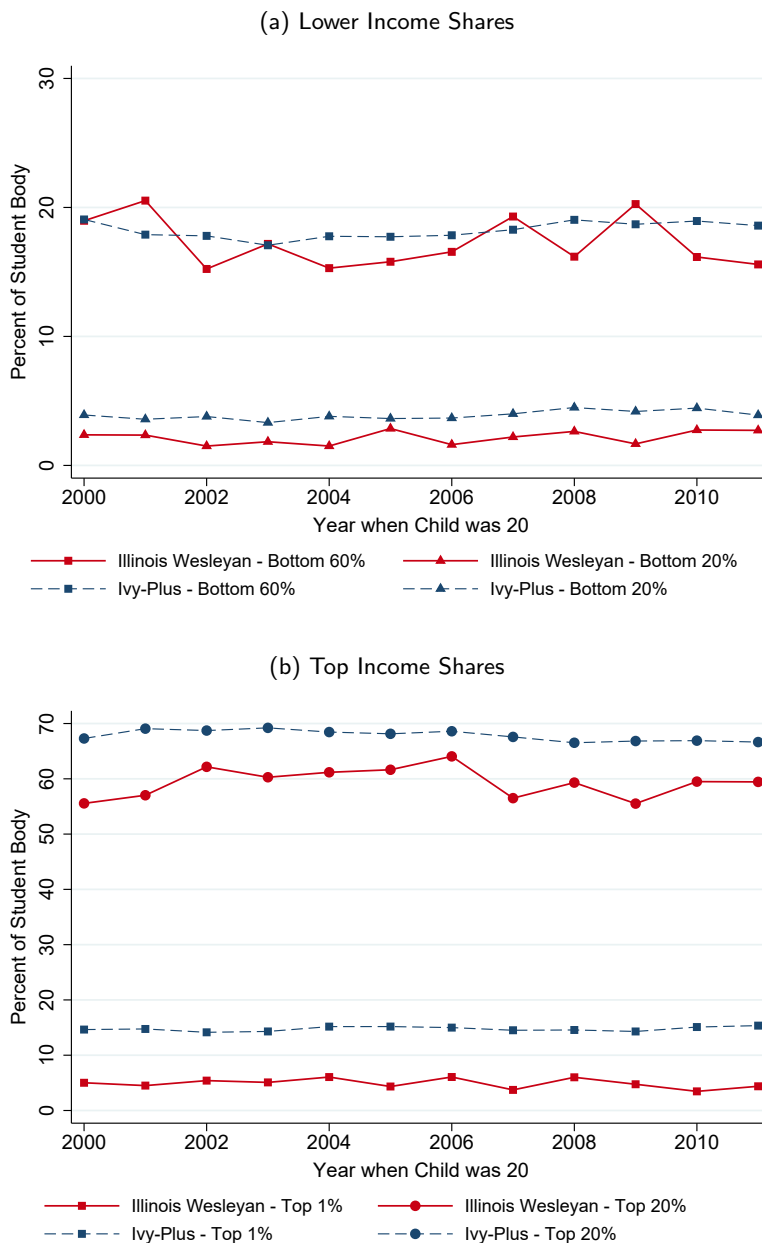 (a) Lower Income Shares
Percent of Student Body
30
20
10
0
2000 2002 2004 2006 2008 2010
Year when Child was 20
Illinois Wesleyan - Bottom 60% Illinois Wesleyan - Bottom 20%
Ivy-Plus - Bottom 60% Ivy-Plus - Bottom 20%
(b) Top Income Shares
Percent of Student Body
70
60
50
40
30
20
10
0
2000 2002 2004 2006 2008 2010
Year when Child was 20
Illinois Wesleyan - Top 1% Illinois Wesleyan - Top 20%
Ivy-Plus - Top 1% Ivy-Plus - Top 20%